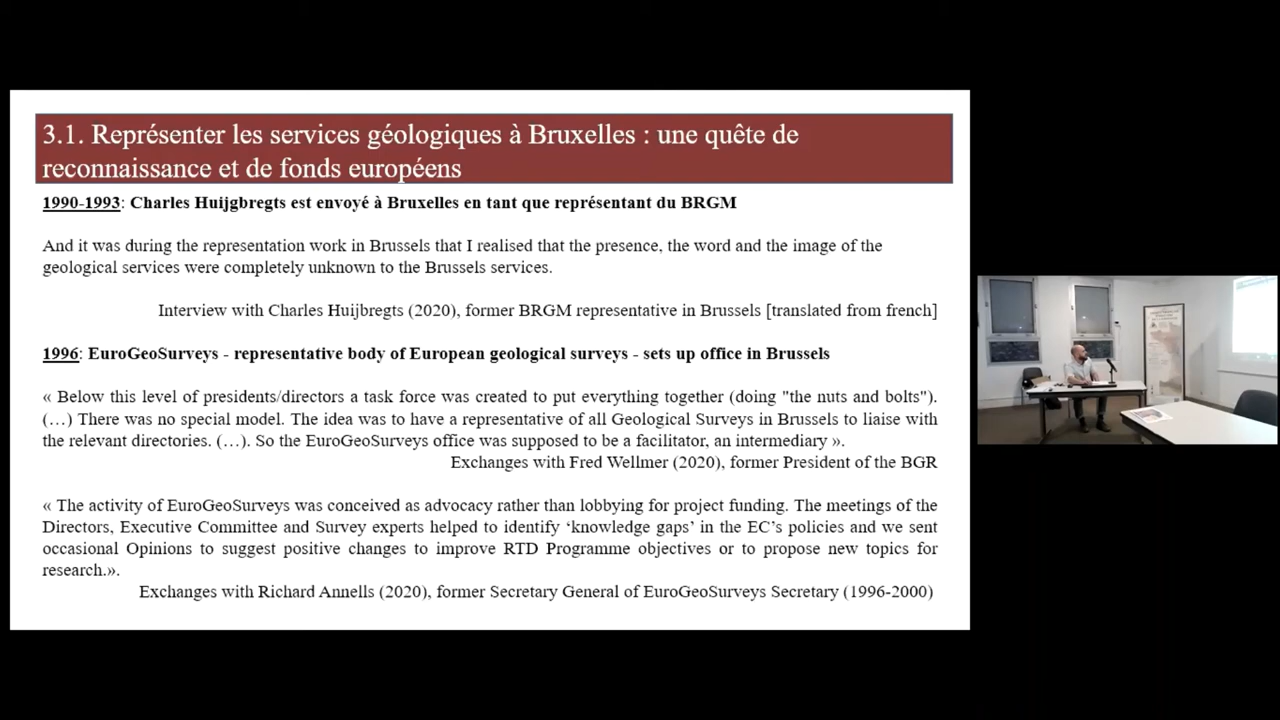 3.1. Représenter les services géologiques à Bruxelles : une quête de
reconnaissance et de fonds européens
1990-1993: Charles Huijgbregts est envoyé à Bruxelles en tant que représentant du BRGM
And it was during the representation work in Brussels that I realised that the presence, the word and the image of the
geological services were completely unknown to the Brussels services.
Interview with Charles Huijbregts (2020), former BRGM representative in Brussels [translated from french]
1996: EuroGeoSurveys - representative body of European geological surveys - sets up office in Brussels
« Below this level of presidents/directors a task force was created to put everything together (doing "the nuts and bolts").
(…) There was no special model. The idea was to have a representative of all Geological Surveys in Brussels to liaise with
the relevant directories. (…). So the EuroGeoSurveys office was supposed to be a facilitator, an intermediary ».
Exchanges with Fred Wellmer (2020), former President of the BGR
« The activity of EuroGeoSurveys was conceived as advocacy rather than lobbying for project funding. The meetings of the
Directors, Executive Committee and Survey experts helped to identify ‘knowledge gaps’ in the EC’s policies and we sent
occasional Opinions to suggest positive changes to improve RTD Programme objectives or to propose new topics for
research.».
Exchanges with Richard Annells (2020), former Secretary General of EuroGeoSurveys Secretary (1996-2000)